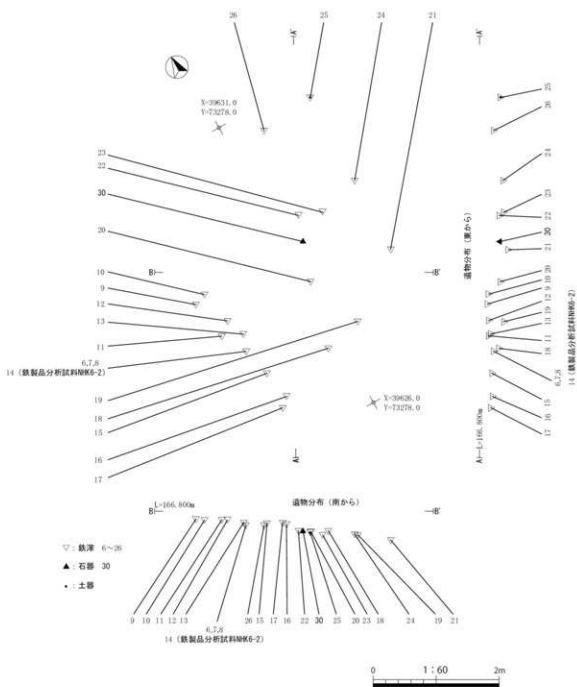 26
25
24
21
A'
A'
X=39631.0
Y=73278.0
25
26
24
23
22
30
21
20
10
9
12
19
13
11
18
6,7,8
14 (鉄製品分析試料NHK6-2)
15
16
17
23
22
30
20
10
9
12
13
11
6,7,8
14 (鉄製品分析試料NHK6-2)
19
18
15
16
17
B
B'
遺物分布 (東から)
X=39626.0
Y=73278.0
A
A
L=166.800m
L=166.800m
遺物分布 (南から)
B
B'
▽ : 鉄滓 6～26
▲ : 石器 30
• : 土器
9
10
11
12
13
6,7,8
14 (鉄製品分析試料NHK6-2)
26
15
17
16
22
30
25
20
23
18
24
19
21
0
1:60
2m